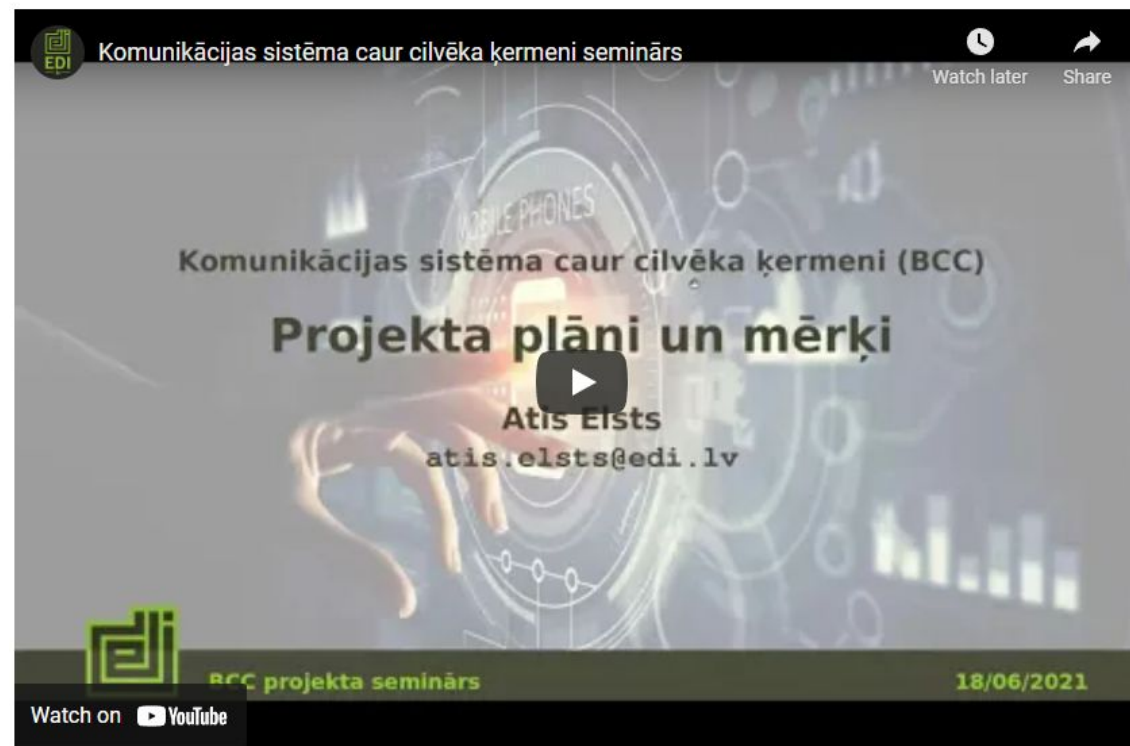 EDI
Komunikācijas sistēma caur cilvēka ķermeni seminārs
Watch later
Share
MOBILE PHONES
Komunikācijas sistēma caur cilvēka ķermeni (BCC)
Projekta plāni un mērķi
Atis Elsts
atis.elsts@edi.lv
BCC projekta seminārs
18/06/2021
Watch on YouTube